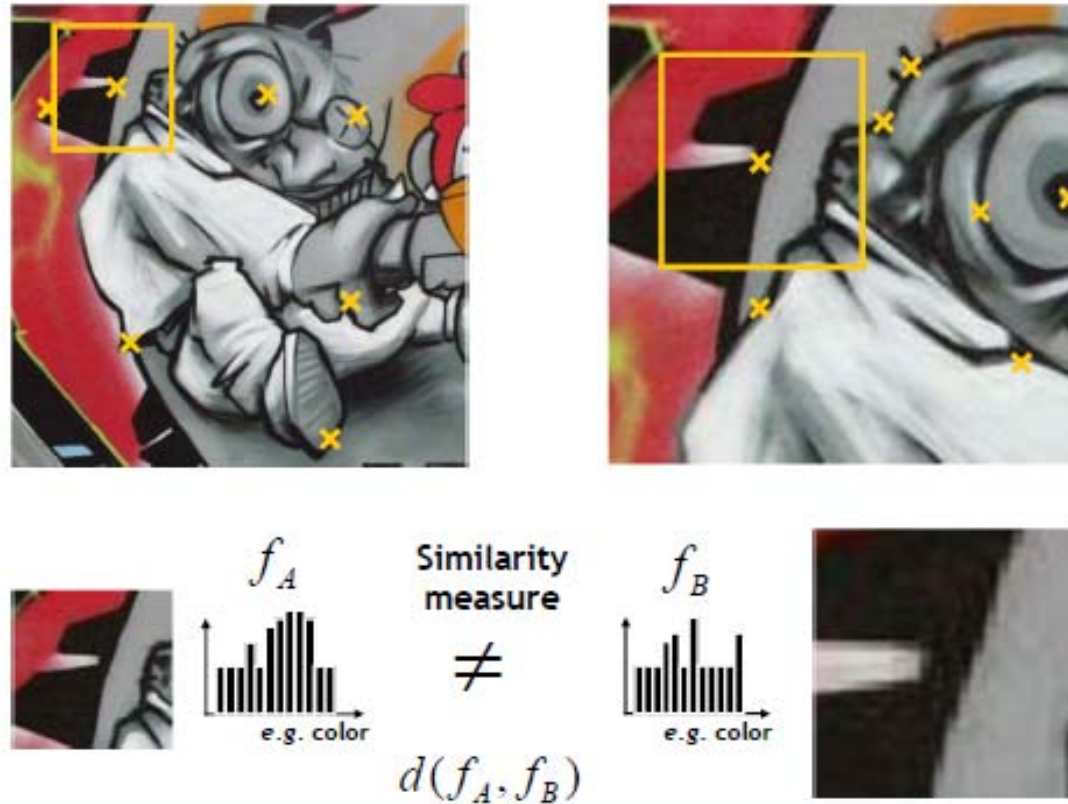 f_A
Similarity
measure
f_B
≠
e.g. color
e.g. color
d(f_A, f_B)